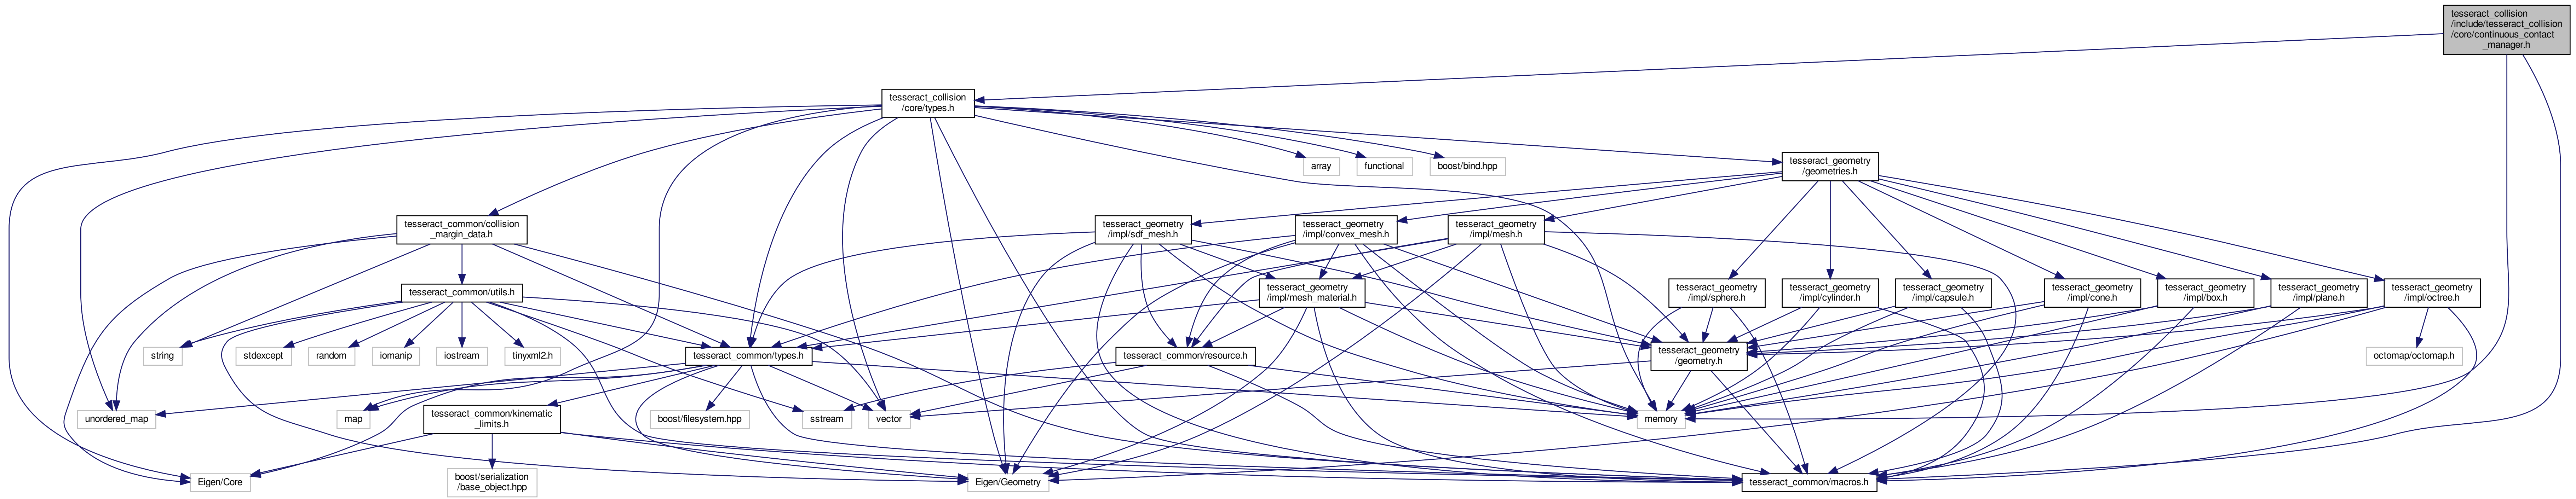 tesseract_collision
/include/tesseract_collision
/core/continuous_contact
_manager.h
tesseract_collision
/core/types.h
array
functional
boost/bind.hpp
tesseract_geometry
/geometries.h
tesseract_common/collision
_margin_data.h
tesseract_geometry
/impl/sdf_mesh.h
tesseract_geometry
/impl/convex_mesh.h
tesseract_geometry
/impl/mesh.h
tesseract_common/utils.h
tesseract_geometry
/impl/mesh_material.h
tesseract_geometry
/impl/sphere.h
tesseract_geometry
/impl/cylinder.h
tesseract_geometry
/impl/capsule.h
tesseract_geometry
/impl/cone.h
tesseract_geometry
/impl/box.h
tesseract_geometry
/impl/plane.h
tesseract_geometry
/impl/octree.h
string
stdexcept
random
iomanip
iostream
tinyxml2.h
tesseract_common/types.h
tesseract_common/resource.h
tesseract_geometry
/geometry.h
octomap/octomap.h
unordered_map
map
tesseract_common/kinematic
_limits.h
boost/filesystem.hpp
sstream
vector
memory
Eigen/Core
boost/serialization
/base_object.hpp
Eigen/Geometry
tesseract_common/macros.h